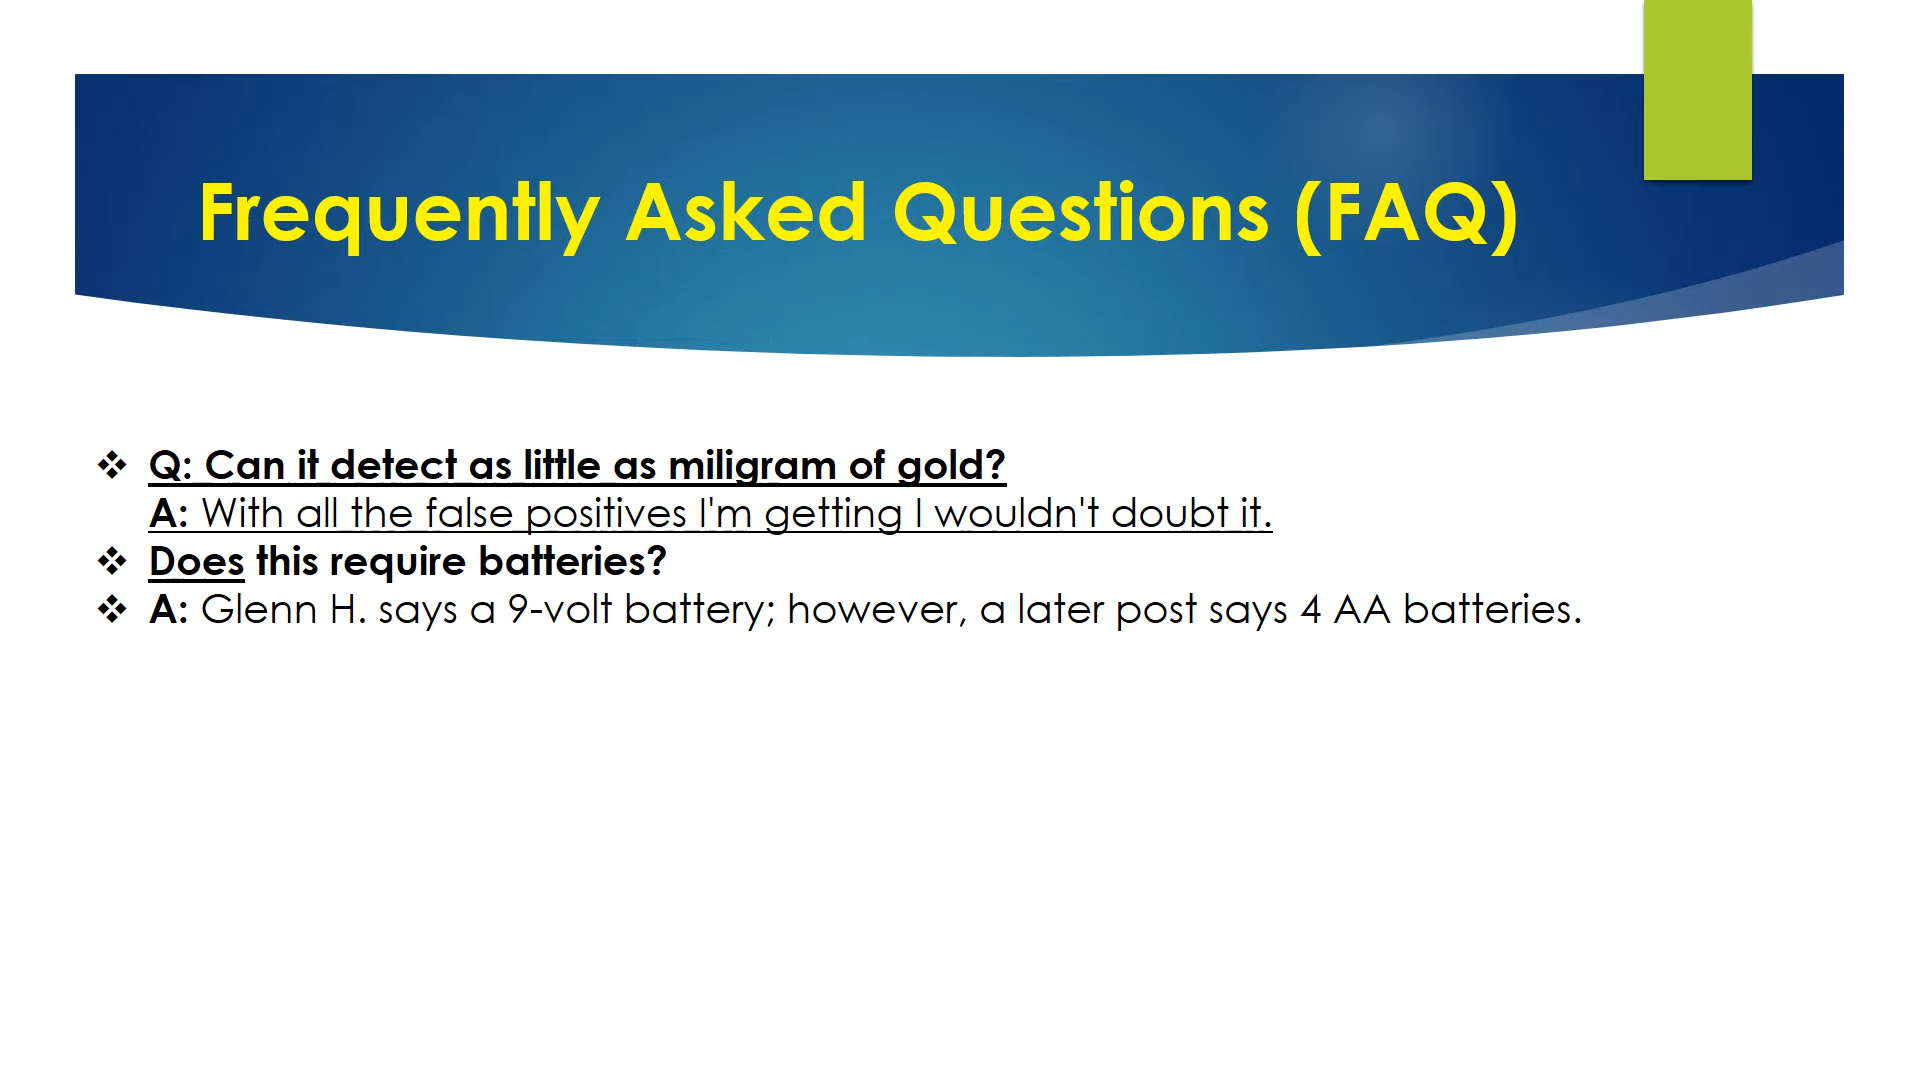 Frequently Asked Questions (FAQ)
❖ Q: Can it detect as little as miligram of gold?
A: With all the false positives I'm getting I wouldn't doubt it.
❖ Does this require batteries?
❖ A: Glenn H. says a 9-volt battery; however, a later post says 4 AA batteries.